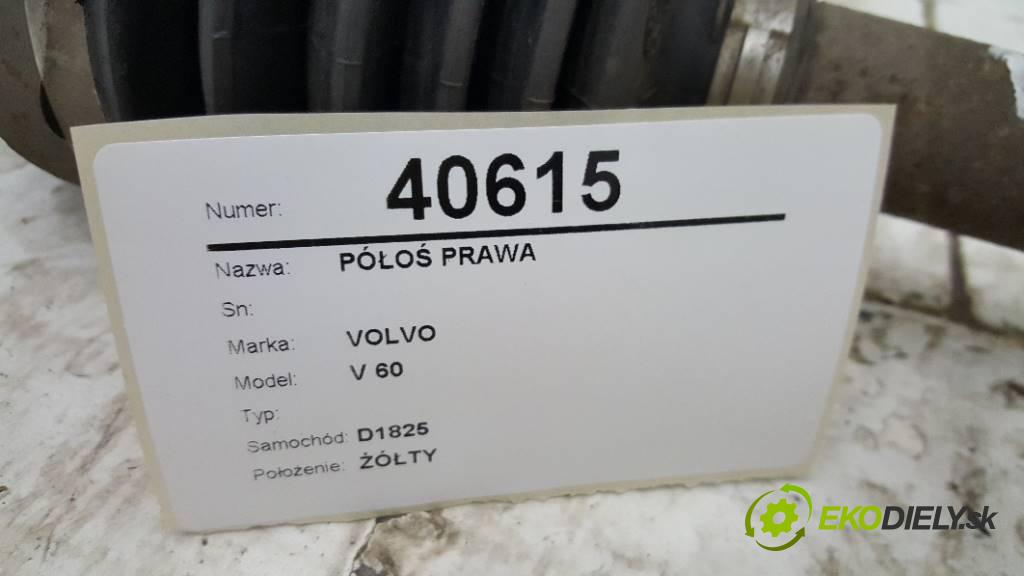 Numer: 40615
Nazwa: PÓŁOŚ PRAWA
Sn:
Marka: VOLVO
Model: V 60
Typ:
Samochód: D1825
Położenie: ŻÓŁTY
EKODIELY.sk